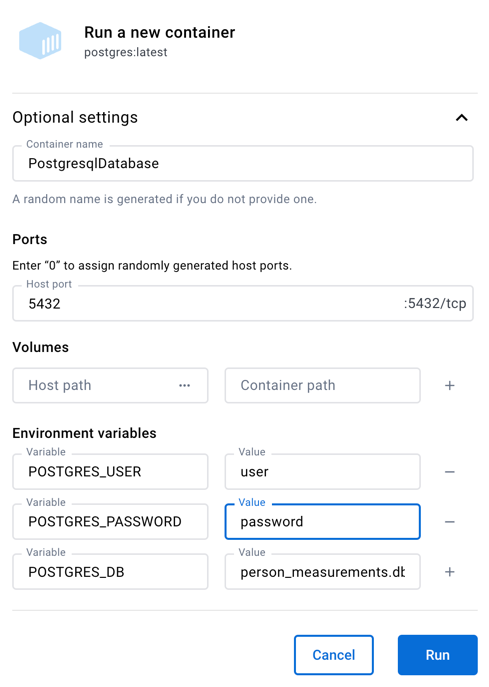 Run a new container
postgres:latest
Optional settings
Container name
PostgresqlDatabase
A random name is generated if you do not provide one.
Ports
Enter “0” to assign randomly generated host ports.
Host port
5432 :5432/tcp
Volumes
Host path ··· Container path +
Environment variables
Variable Value
POSTGRES_USER user −
Variable Value
POSTGRES_PASSWORD password −
Variable Value
POSTGRES_DB person_measurements.db +
Cancel Run